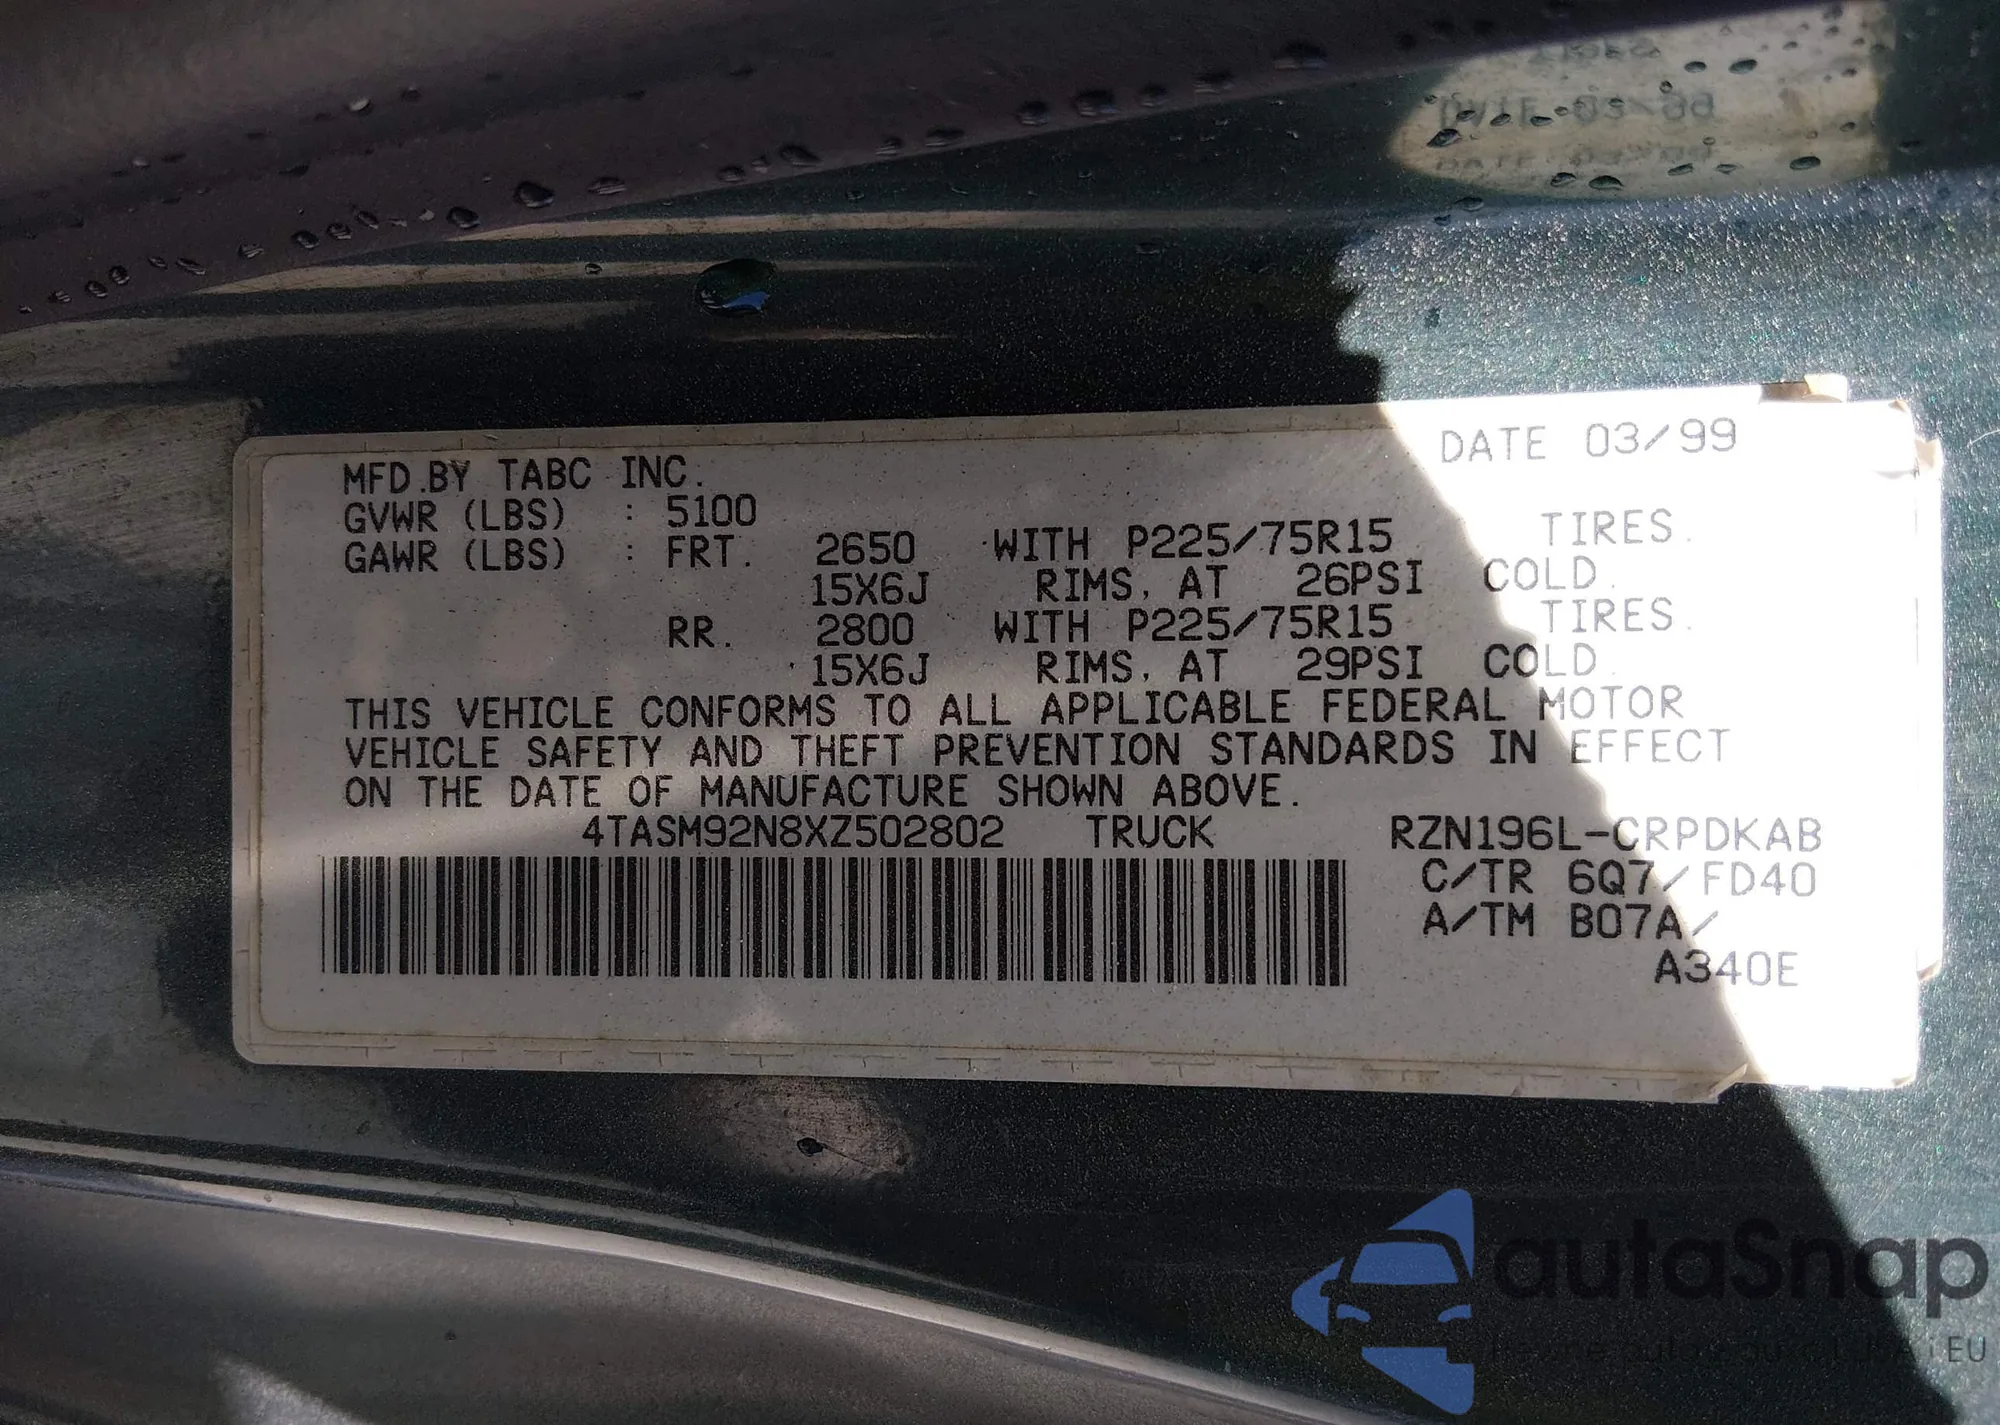 DATE 03/99
MFD.BY TABC INC.
GVWR (LBS) : 5100
GAWR (LBS) : FRT. 2650 WITH P225/75R15 TIRES.
15X6J RIMS, AT 26PSI COLD.
RR. 2800 WITH P225/75R15 TIRES.
15X6J RIMS, AT 29PSI COLD.
THIS VEHICLE CONFORMS TO ALL APPLICABLE FEDERAL MOTOR
VEHICLE SAFETY AND THEFT PREVENTION STANDARDS IN EFFECT
ON THE DATE OF MANUFACTURE SHOWN ABOVE.
4TASM92N8XZ502802 TRUCK RZN196L-CRPDKAB
C/TR 6Q7/FD40
A/TM B07A/
A340E
autaSnap
EU